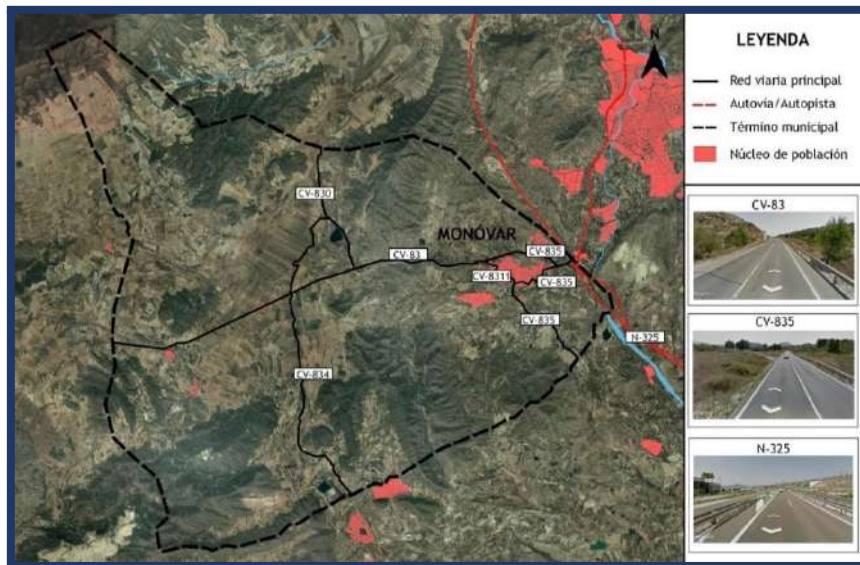 N
CV-830
MONÓVAR
CV-83
CV-835
CV-8311
CV-835
CV-835
N-325
CV-834
LEYENDA
Red viaria principal
Autovía/Autopista
Término municipal
Núcleo de población
CV-83
CV-835
N-325